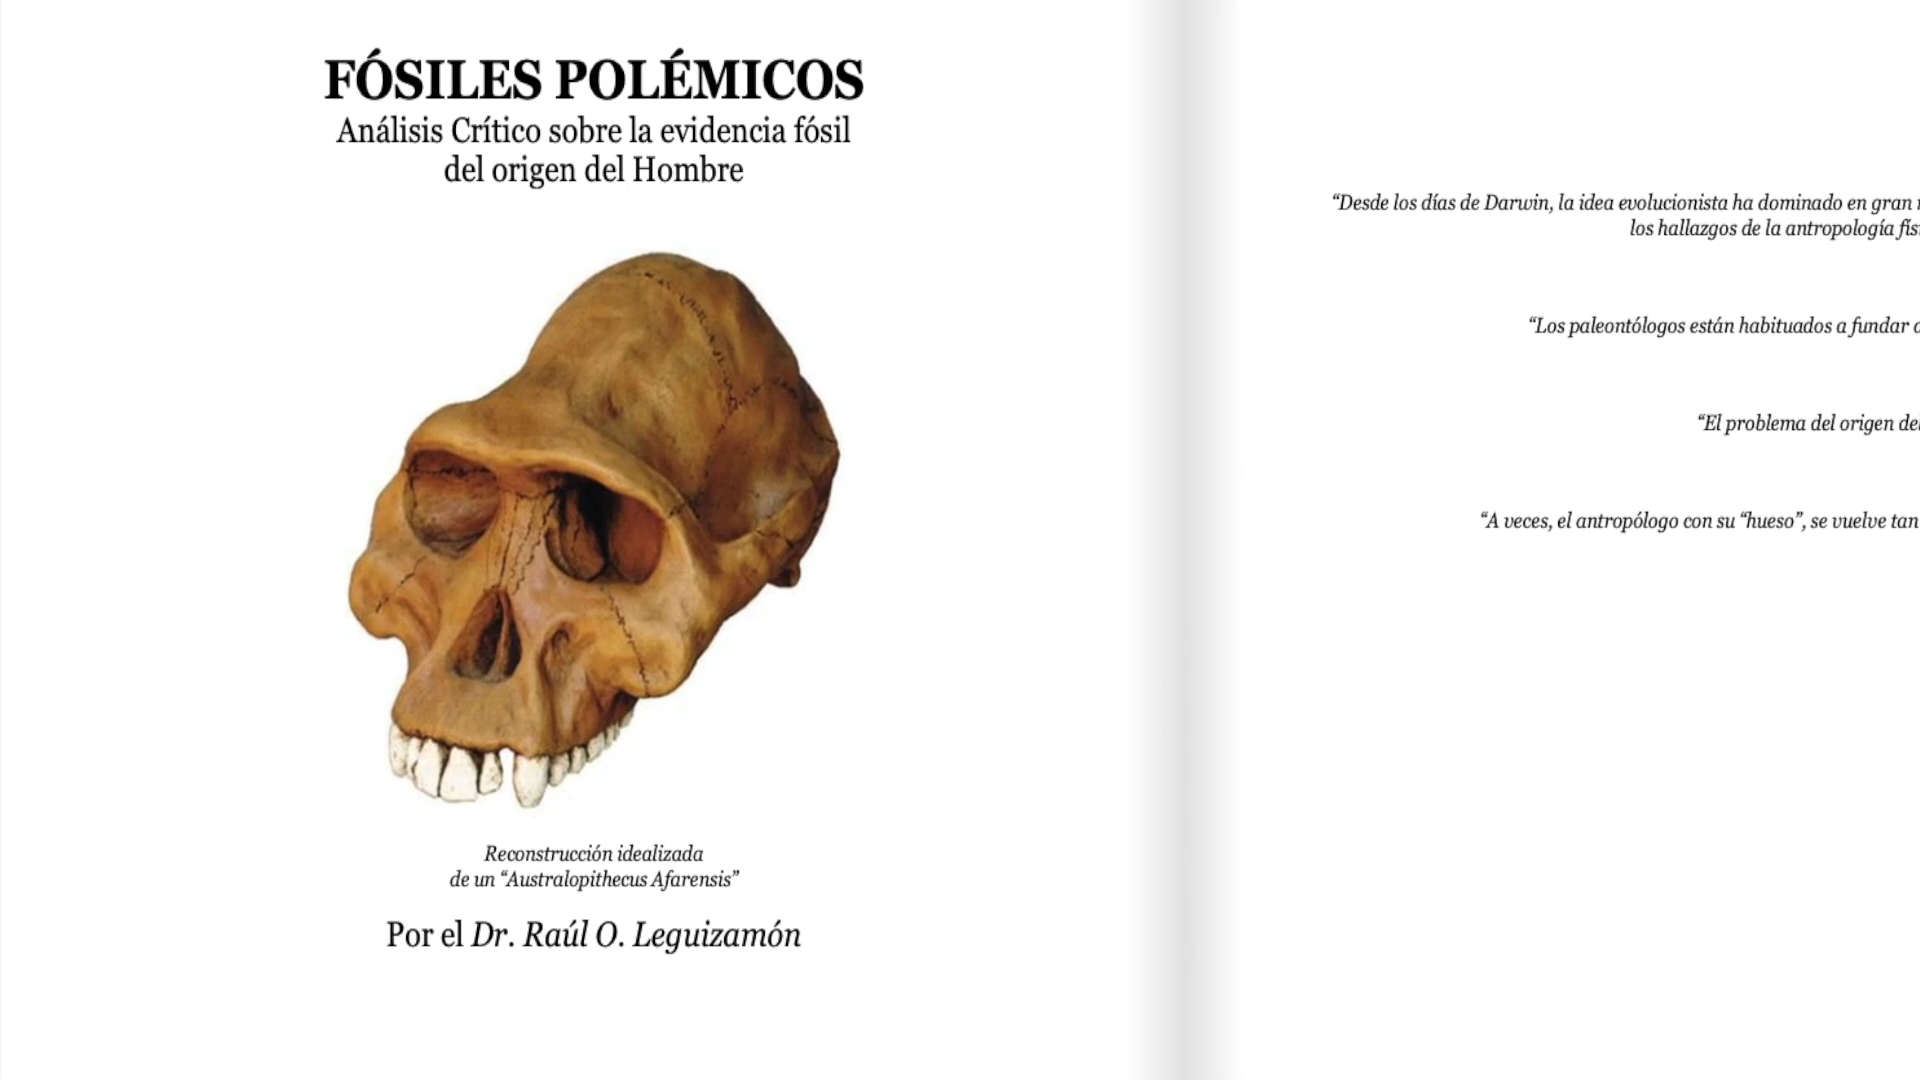 FÓSILES POLÉMICOS
Análisis Crítico sobre la evidencia fósil
del origen del Hombre
Reconstrucción idealizada
de un “Australopithecus Afarensis”
Por el Dr. Raúl O. Leguizamón
“Desde los días de Darwin, la idea evolucionista ha dominado en gran
los hallazgos de la antropología
“Los paleontólogos están habituados a fundar
“El problema del origen
“A veces, el antropólogo con su “hueso”, se vuelve tan